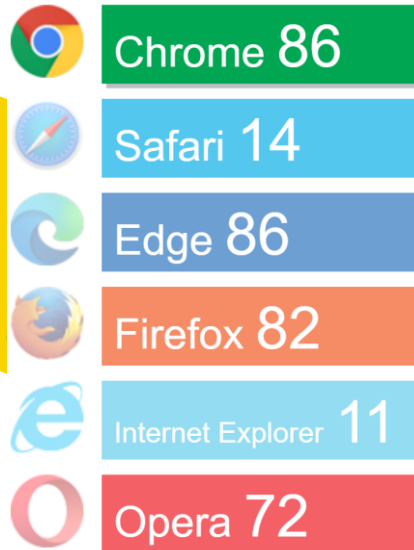 Chrome 86
Safari 14
Edge 86
Firefox 82
Internet Explorer 11
Opera 72